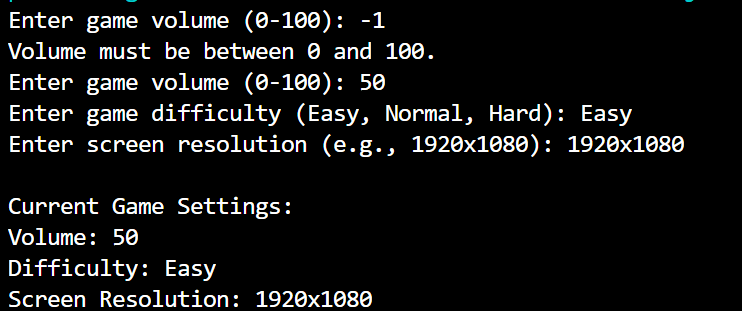 Enter game volume (0-100): -1
Volume must be between 0 and 100.
Enter game volume (0-100): 50
Enter game difficulty (Easy, Normal, Hard): Easy
Enter screen resolution (e.g., 1920x1080): 1920x1080
Current Game Settings:
Volume: 50
Difficulty: Easy
Screen Resolution: 1920x1080